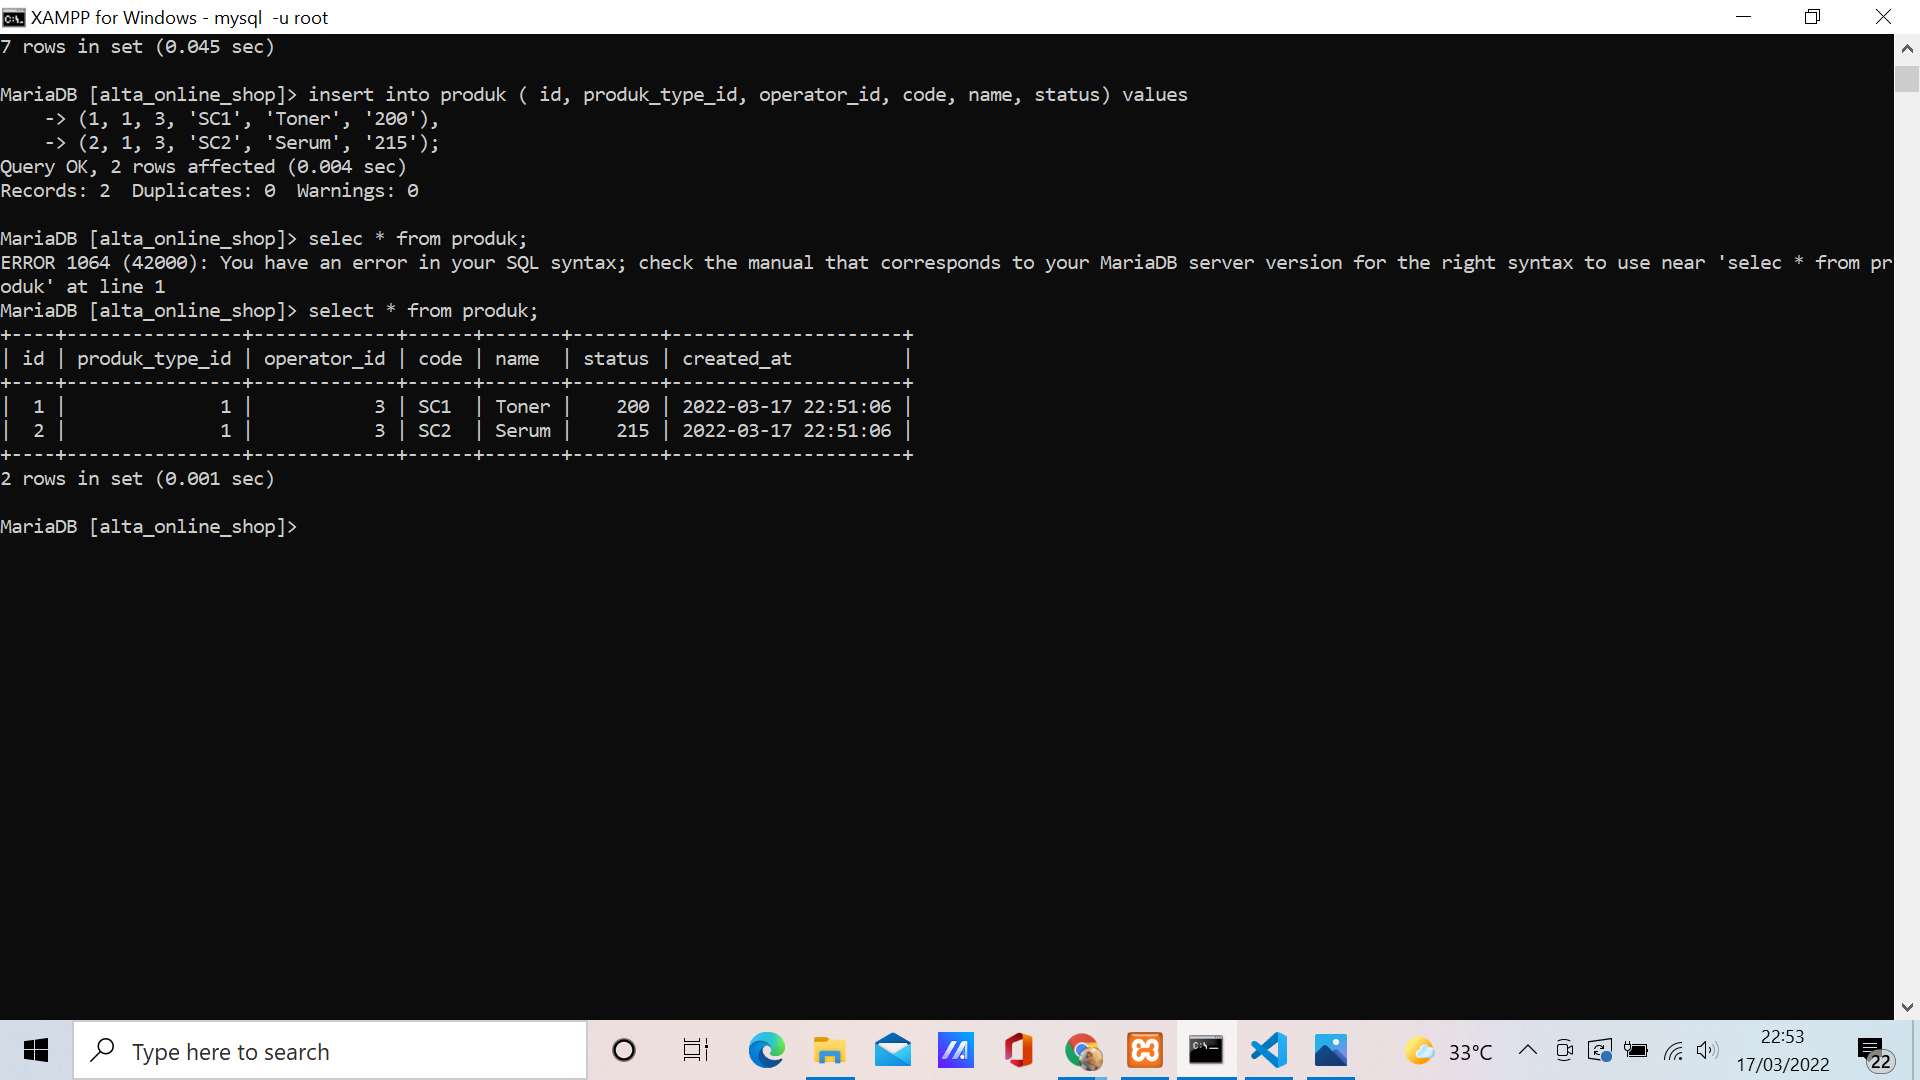 XAMPP for Windows - mysql  -u root
7 rows in set (0.045 sec)
MariaDB [alta_online_shop]> insert into produk ( id, produk_type_id, operator_id, code, name, status) values
    -> (1, 1, 3, 'SC1', 'Toner', '200'),
    -> (2, 1, 3, 'SC2', 'Serum', '215');
Query OK, 2 rows affected (0.004 sec)
Records: 2  Duplicates: 0  Warnings: 0
MariaDB [alta_online_shop]> selec * from produk;
ERROR 1064 (42000): You have an error in your SQL syntax; check the manual that corresponds to your MariaDB server version for the right syntax to use near 'selec * from pr
oduk' at line 1
MariaDB [alta_online_shop]> select * from produk;
+----+----------------+-------------+------+-------+--------+---------------------+
| id | produk_type_id | operator_id | code | name  | status | created_at          |
+----+----------------+-------------+------+-------+--------+---------------------+
|  1 |              1 |           3 | SC1  | Toner |    200 | 2022-03-17 22:51:06 |
|  2 |              1 |           3 | SC2  | Serum |    215 | 2022-03-17 22:51:06 |
+----+----------------+-------------+------+-------+--------+---------------------+
2 rows in set (0.001 sec)
MariaDB [alta_online_shop]>
Type here to search
33°C
22:53
17/03/2022
22